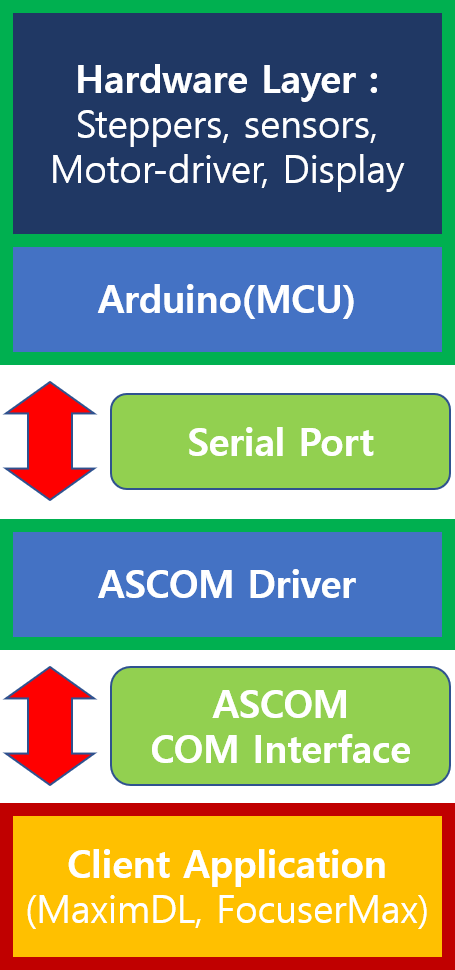 Hardware Layer :
Steppers, sensors,
Motor-driver, Display
Arduino(MCU)
Serial Port
ASCOM Driver
ASCOM
COM Interface
Client Application
(MaximDL, FocuserMax)